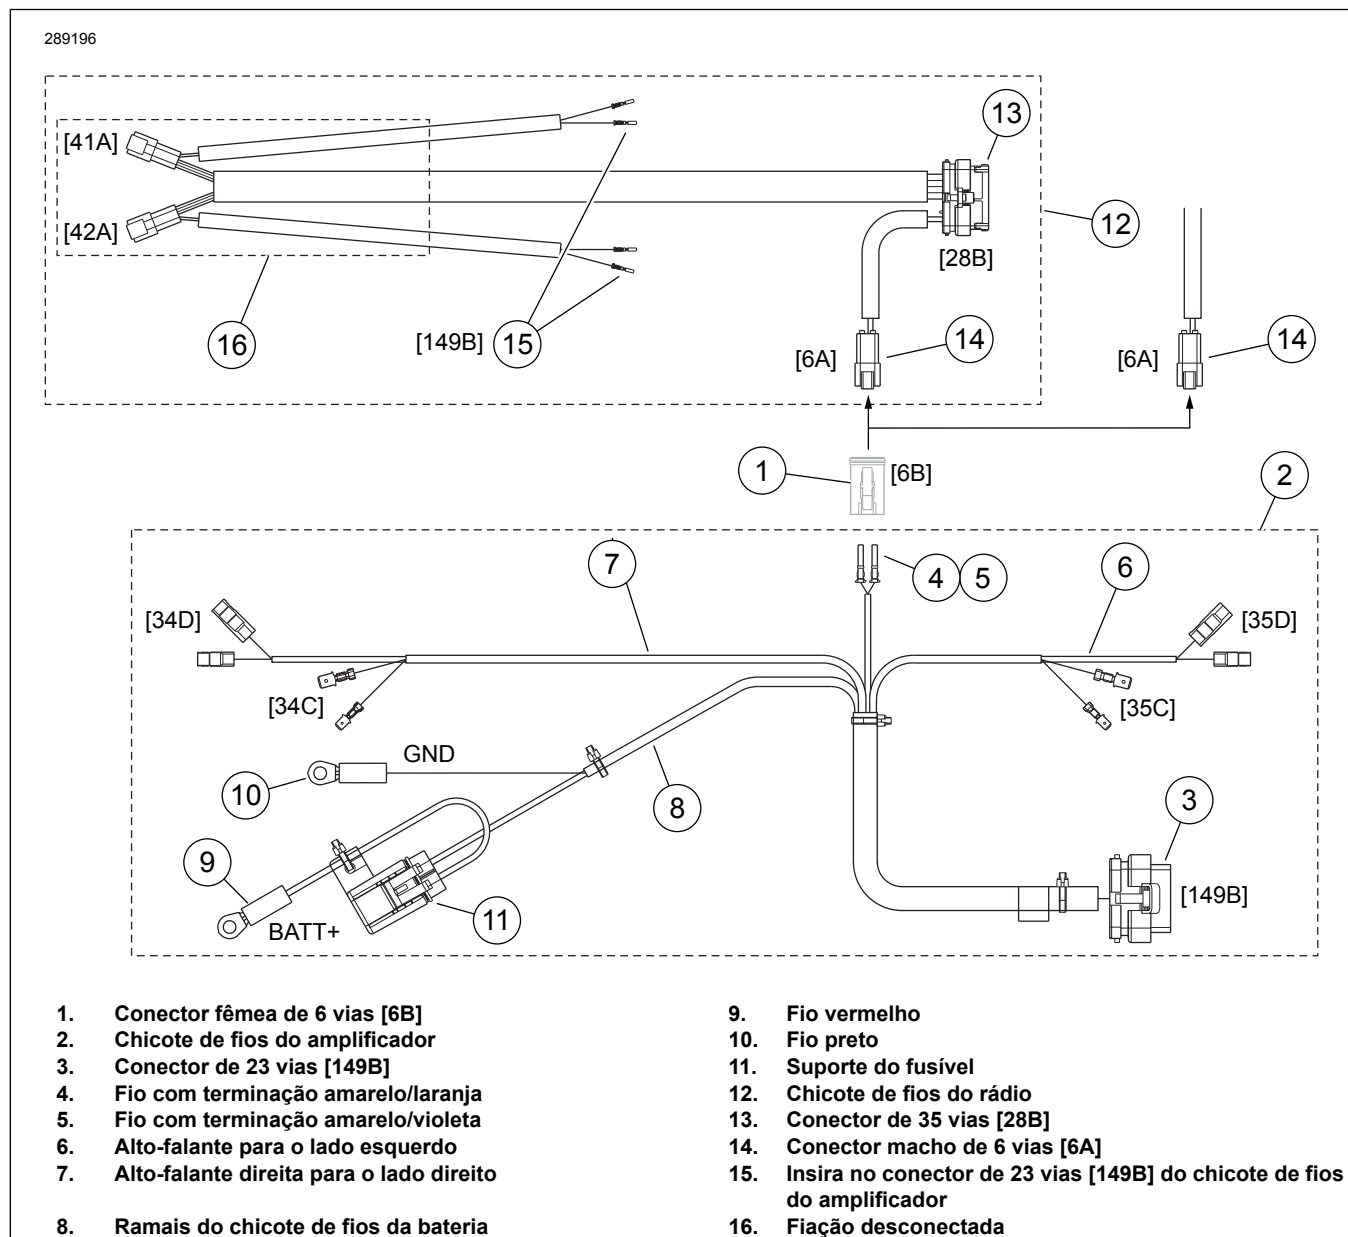 289196
13
[41A]
12
[42A]
[28B]
16
[149B]
15
[6A]
14
[6A]
14
1
[6B]
2
7
4
5
6
[34D]
[35D]
[34C]
[35C]
GND
10
8
3
9
[149B]
11
BATT+
1. Conector fêmea de 6 vias [6B]
2. Chicote de fios do amplificador
3. Conector de 23 vias [149B]
4. Fio com terminação amarelo/laranja
5. Fio com terminação amarelo/violeta
6. Alto-falante para o lado esquerdo
7. Alto-falante direita para o lado direito
8. Ramais do chicote de fios da bateria
9. Fio vermelho
10. Fio preto
11. Suporte do fusível
12. Chicote de fios do rádio
13. Conector de 35 vias [28B]
14. Conector macho de 6 vias [6A]
15. Insira no conector de 23 vias [149B] do chicote de fios
do amplificador
16. Fiação desconectada